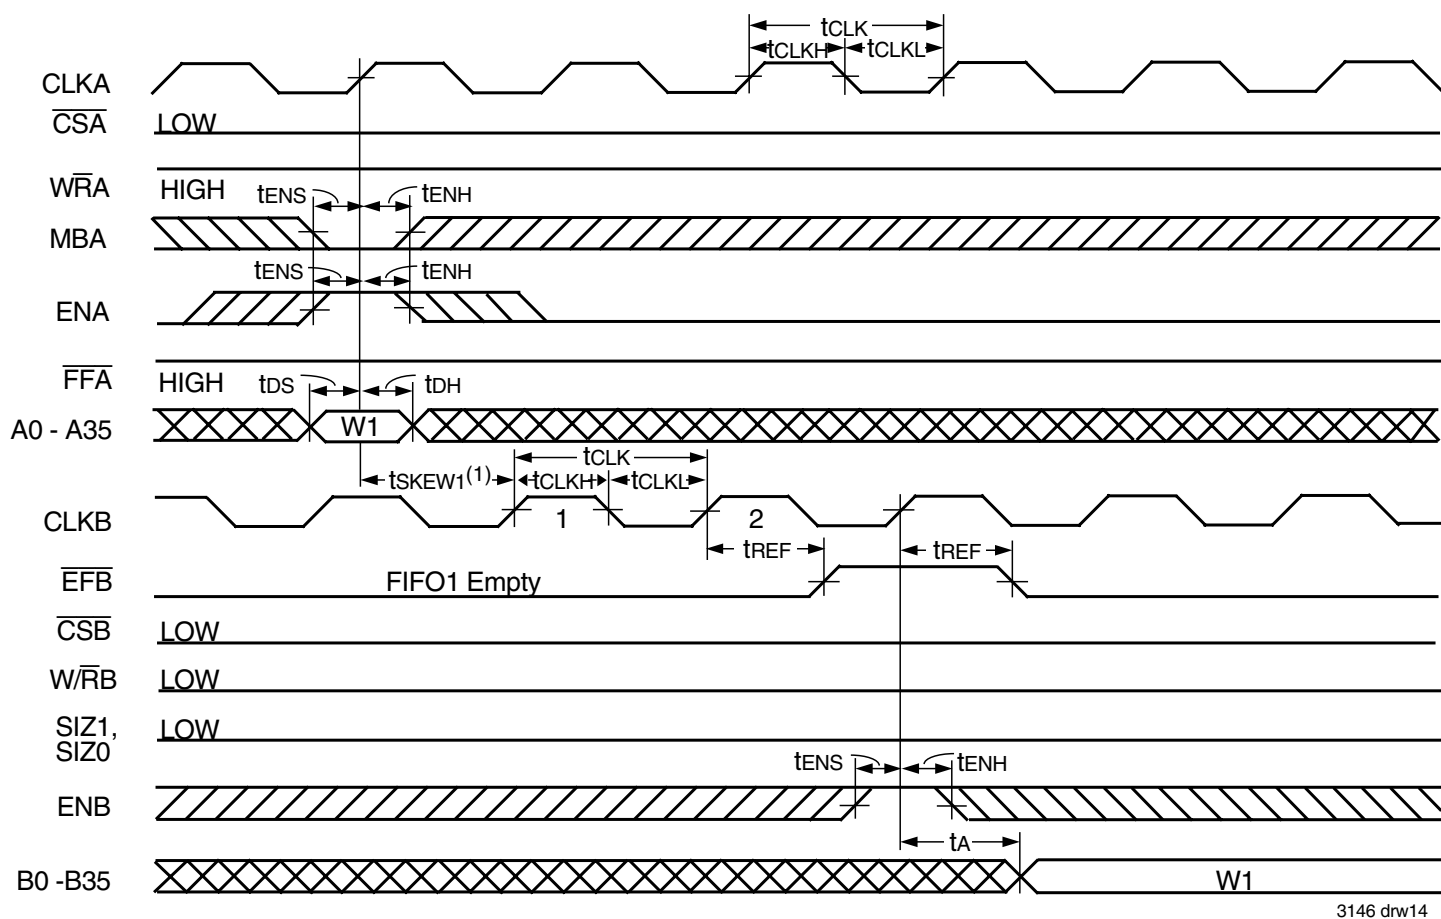 tCLK
tCLKH tCLKL
CLKA
CSA LOW
WRA HIGH
tENS tENH
MBA
tENS tENH
ENA
FFA HIGH
tDS tDH
A0 - A35 W1
tCLK
tSKEW1(1) tCLKH tCLKL
CLKB 1 2
tREF tREF
EFB FIFO1 Empty
CSB LOW
W/RB LOW
SIZ1, SIZ0 LOW
tENS tENH
ENB
tA
B0 -B35 W1
3146 drw14